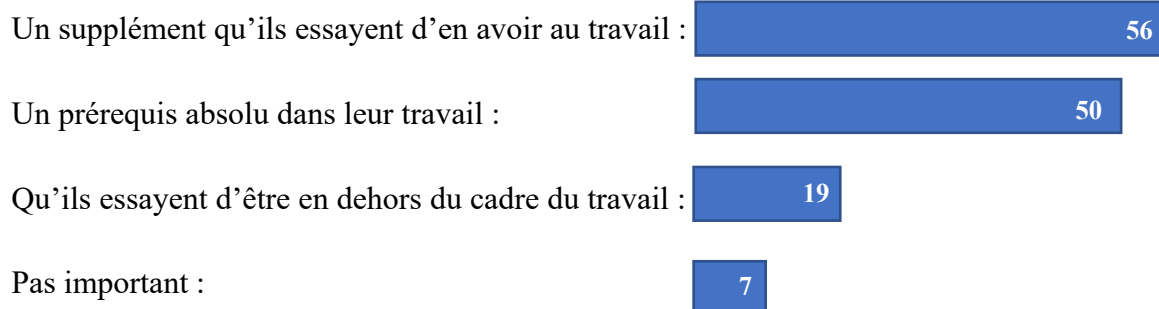 Un supplément qu’ils essayent d’en avoir au travail : 56
Un prérequis absolu dans leur travail : 50
Qu’ils essayent d’être en dehors du cadre du travail : 19
Pas important : 7